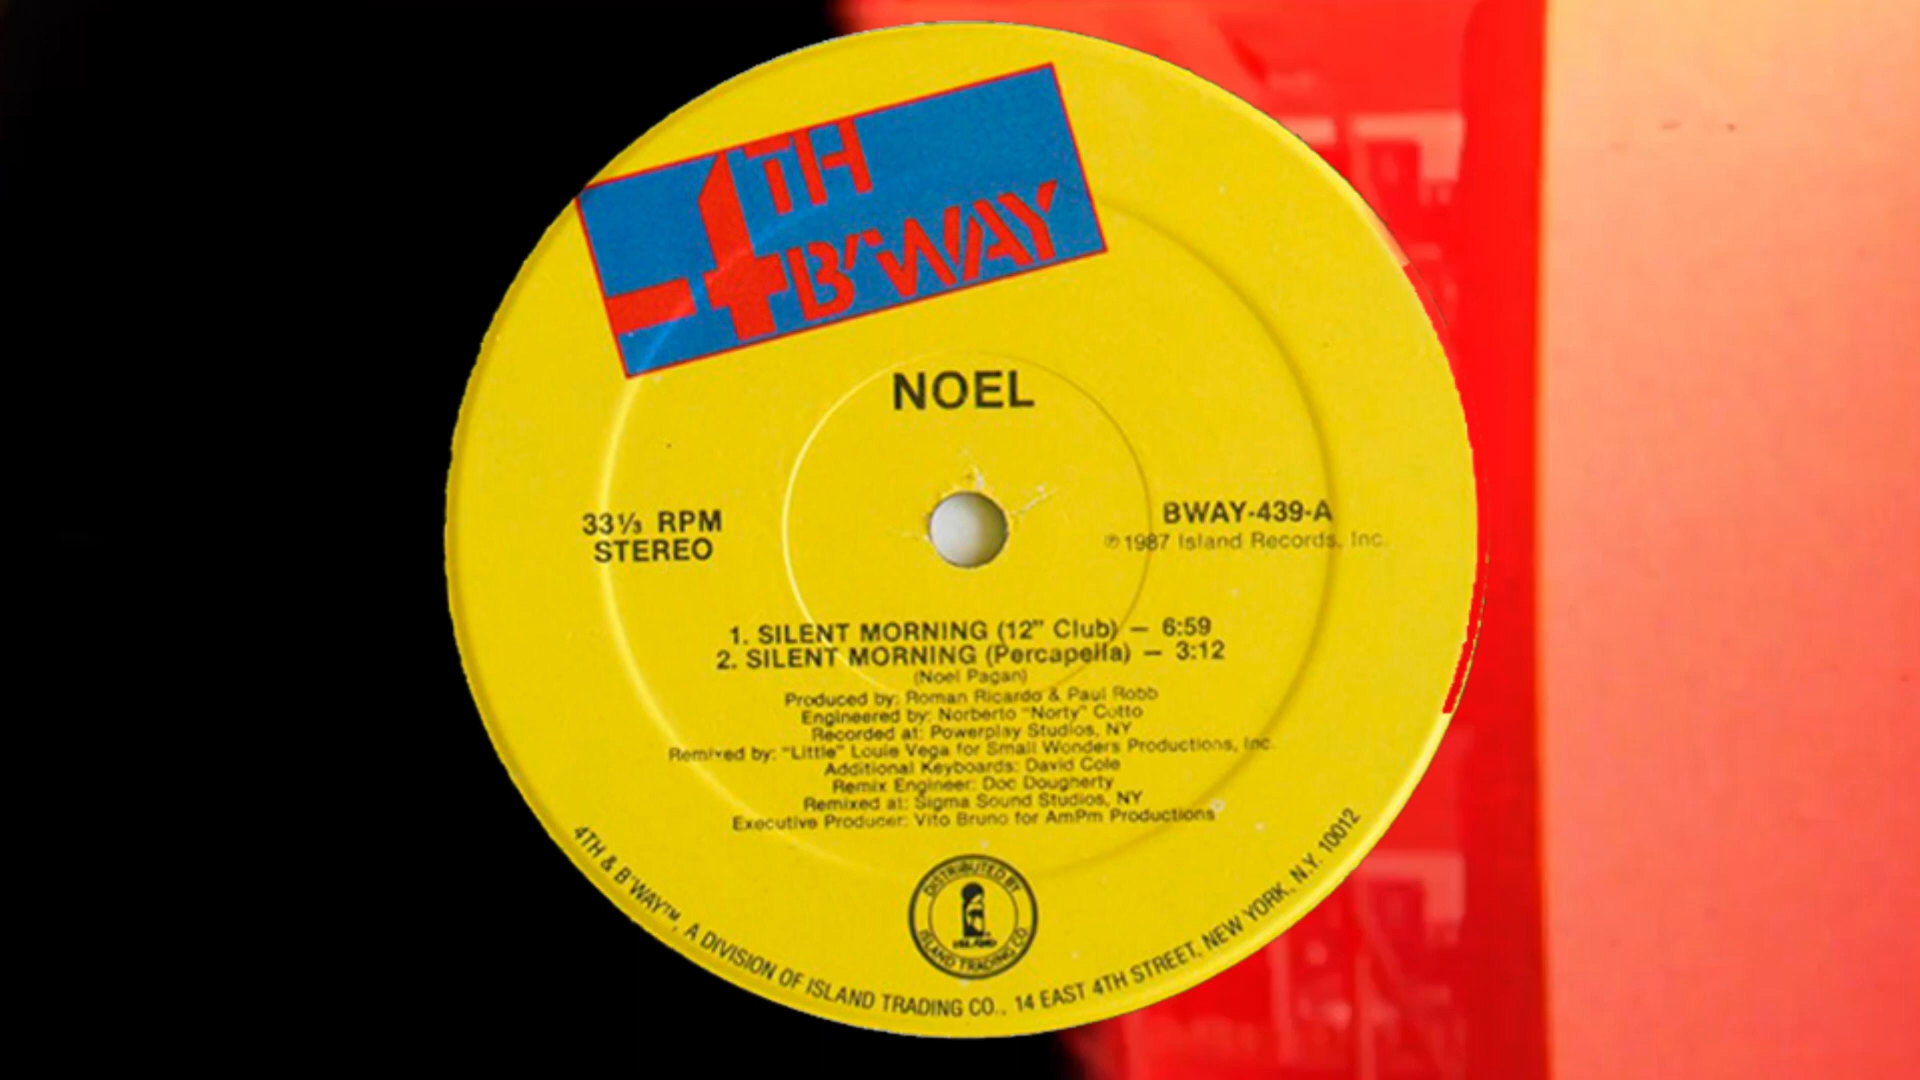 4TH
B'WAY
NOEL
33⅓ RPM
STEREO
BWAY-439-A
℗1987 Island Records, Inc.
1. SILENT MORNING (12" Club) — 6:59
2. SILENT MORNING (Percapella) — 3:12
(Noel Pagan)
Produced by: Roman Ricardo & Paul Robb
Engineered by: Norberto "Norty" Cotto
Recorded at: Powerplay Studios, NY
Remixed by: "Little" Louie Vega for Small Wonders Productions, Inc.
Additional Keyboards: David Cole
Remix Engineer: Doc Dougherty
Remixed at: Sigma Sound Studios, NY
Executive Producer: Vito Bruno for AmPm Productions
DISTRIBUTED BY
ISLAND
ISLAND TRADING CO
4TH & B'WAY™, A DIVISION OF ISLAND TRADING CO., 14 EAST 4TH STREET, NEW YORK, N.Y. 10012